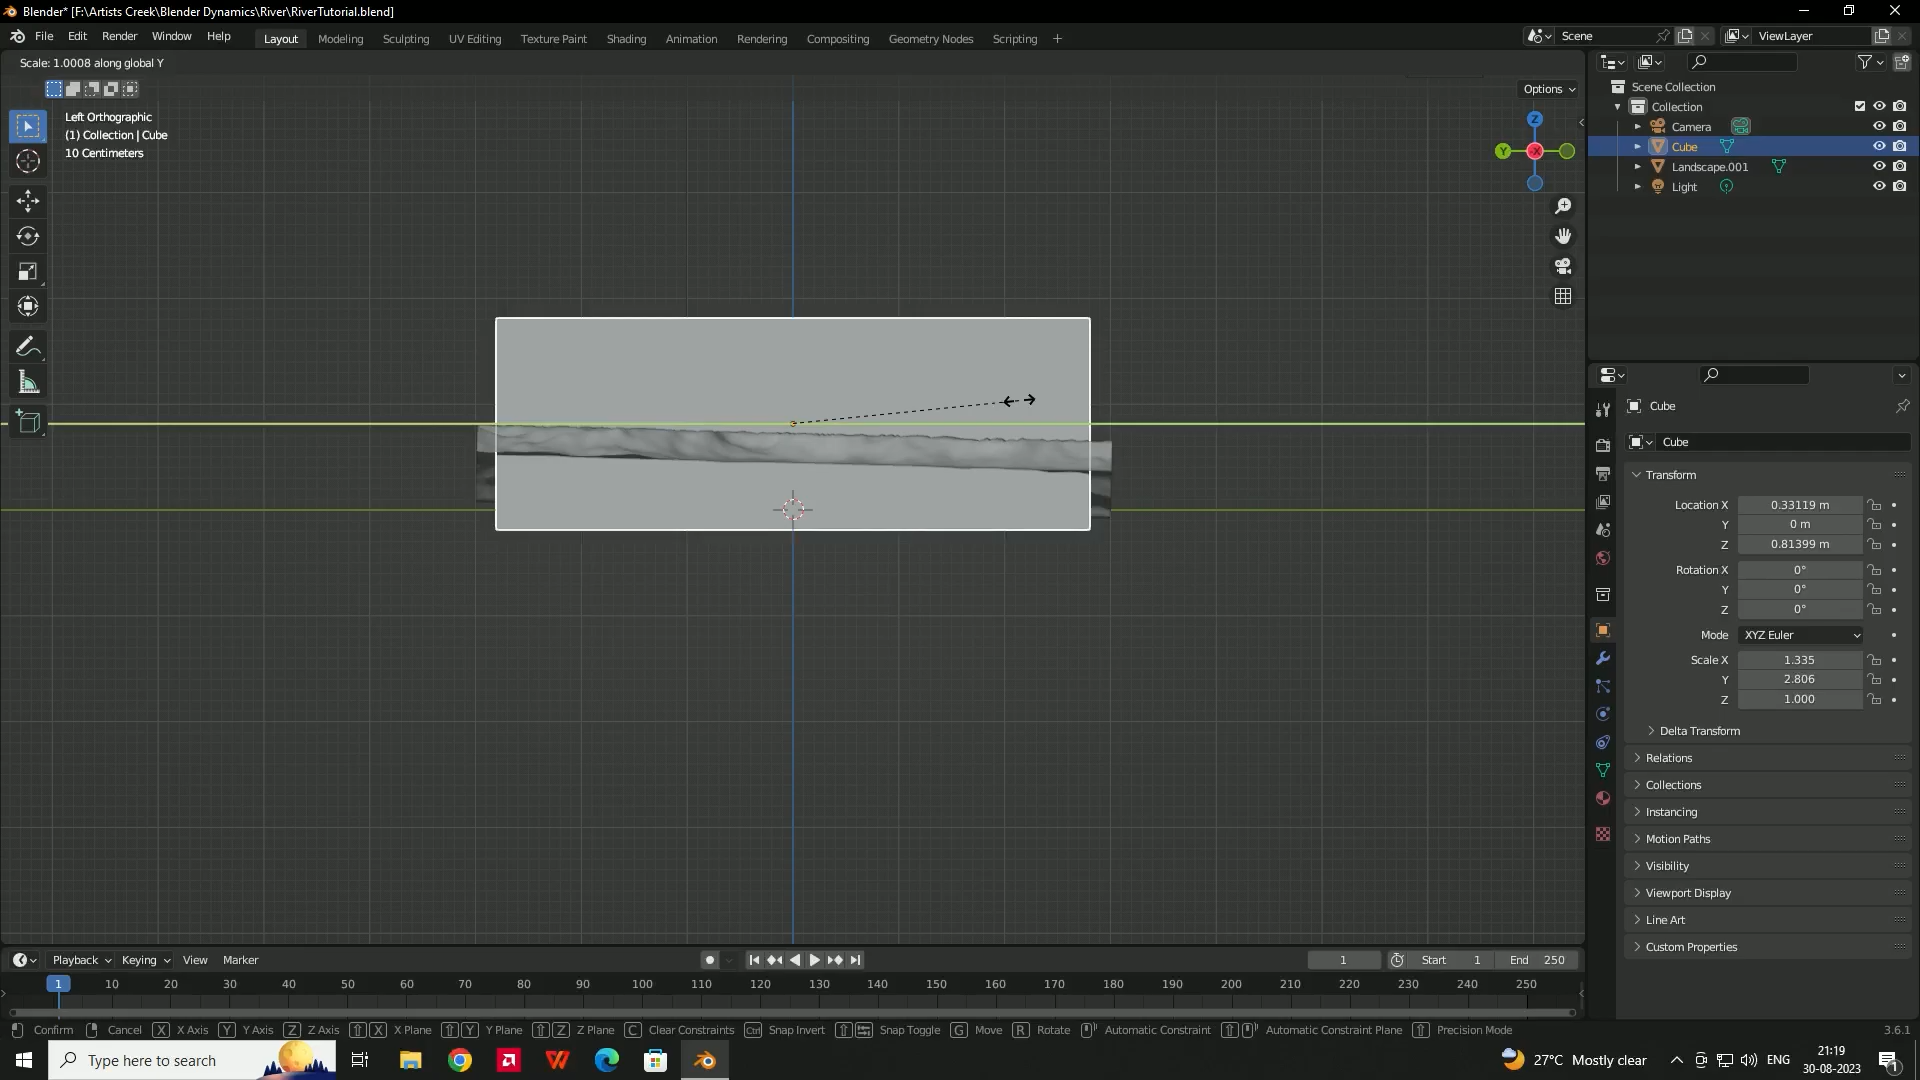 Blender* [F:\Artists Creek\Blender Dynamics\River\RiverTutorial.blend]
File Edit Render Window Help Layout Modeling Sculpting UV Editing Texture Paint Shading Animation Rendering Compositing Geometry Nodes Scripting + Scene ViewLayer
Scale: 1.0008 along global Y
Options
Left Orthographic
(1) Collection | Cube
10 Centimeters
Z
Y
X
Scene Collection
Collection
Camera
Cube
Landscape.001
Light
Cube
Cube
Transform
Location X 0.33119 m
Y 0 m
Z 0.81399 m
Rotation X 0°
Y 0°
Z 0°
Mode XYZ Euler
Scale X 1.335
Y 2.806
Z 1.000
Delta Transform
Relations
Collections
Instancing
Motion Paths
Visibility
Viewport Display
Line Art
Custom Properties
Playback Keying View Marker 1 Start 1 End 250
1 10 20 30 40 50 60 70 80 90 100 110 120 130 140 150 160 170 180 190 200 210 220 230 240 250
Confirm Cancel X X Axis Y Y Axis Z Z Axis X X Plane Y Y Plane Z Z Plane C Clear Constraints Ctrl Snap Invert Snap Toggle G Move R Rotate Automatic Constraint Automatic Constraint Plane Precision Mode 3.6.1
Type here to search
27°C Mostly clear
ENG
21:19
30-08-2023
1